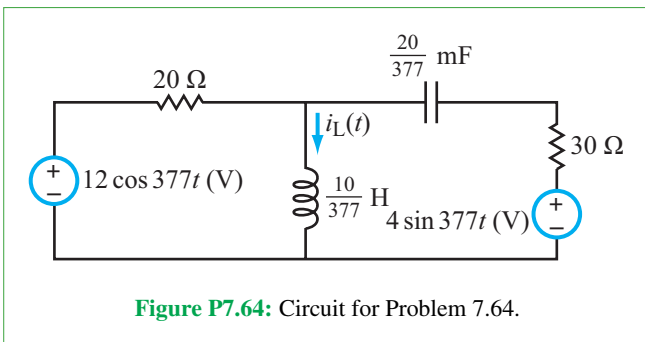 20/377 mF
20 Ω
iL(t)
30 Ω
+
12 cos 377t (V)
−
10/377 H
+
4 sin 377t (V)
−
Figure P7.64: Circuit for Problem 7.64.